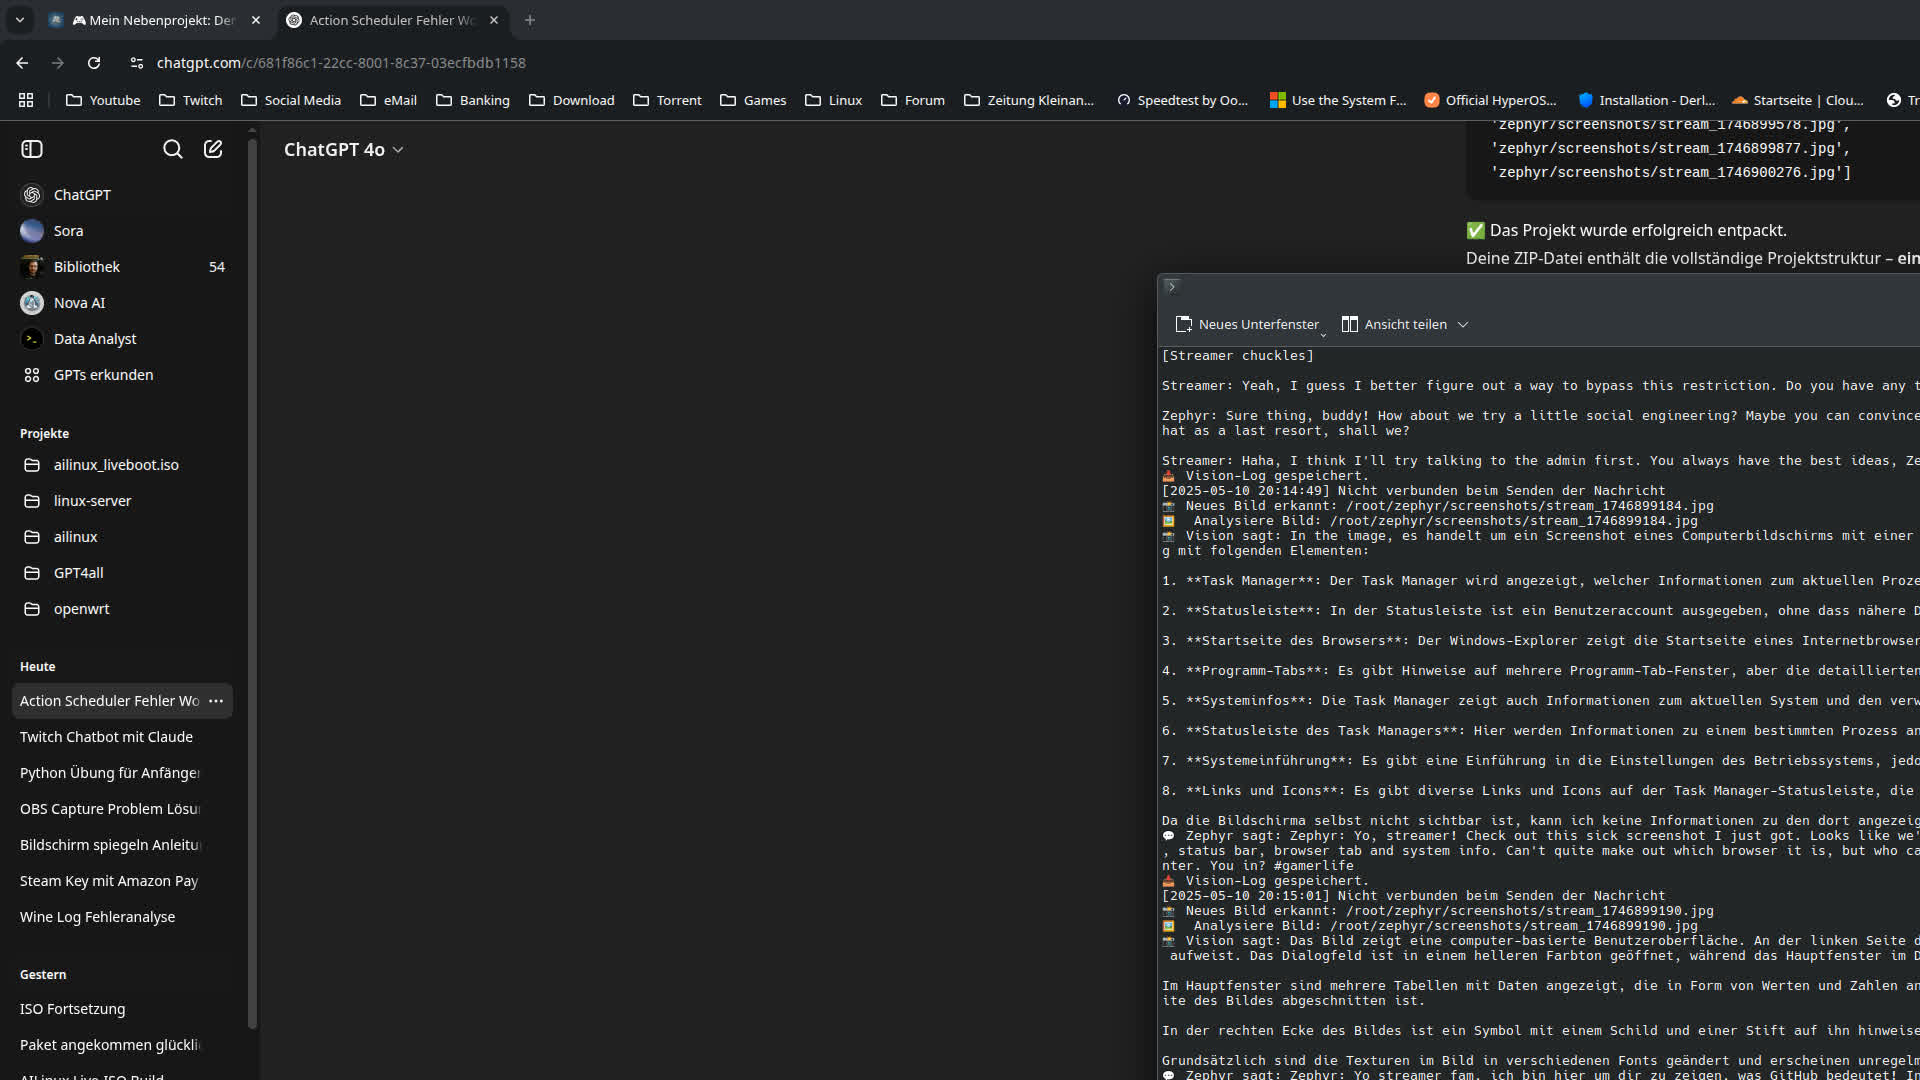 🎮 Mein Nebenprojekt: Der
Action Scheduler Fehler Wo
chatgpt.com/c/681f86c1-22cc-8001-8c37-03ecfbdb1158
Youtube
Twitch
Social Media
eMail
Banking
Download
Torrent
Games
Linux
Forum
Zeitung Kleinan...
Speedtest by Oo...
Use the System F...
Official HyperOS...
Installation - Derl...
Startseite | Clou...
Tr
ChatGPT
Sora
Bibliothek 54
Nova AI
Data Analyst
GPTs erkunden
Projekte
ailinux_liveboot.iso
linux-server
ailinux
GPT4all
openwrt
Heute
Action Scheduler Fehler Wo
Twitch Chatbot mit Claude
Python Übung für Anfänger
OBS Capture Problem Lösu
Bildschirm spiegeln Anleitu
Steam Key mit Amazon Pay
Wine Log Fehleranalyse
Gestern
ISO Fortsetzung
Paket angekommen glückli
AILinux Live ISO Build
ChatGPT 4o
'zephyr/screenshots/stream_1746899578.jpg',
'zephyr/screenshots/stream_1746899877.jpg',
'zephyr/screenshots/stream_1746900276.jpg']
✅ Das Projekt wurde erfolgreich entpackt.
Deine ZIP-Datei enthält die vollständige Projektstruktur – ein
Neues Unterfenster
Ansicht teilen
[Streamer chuckles]
Streamer: Yeah, I guess I better figure out a way to bypass this restriction. Do you have any t
Zephyr: Sure thing, buddy! How about we try a little social engineering? Maybe you can convince
hat as a last resort, shall we?
Streamer: Haha, I think I'll try talking to the admin first. You always have the best ideas, Ze
📥 Vision-Log gespeichert.
[2025-05-10 20:14:49] Nicht verbunden beim Senden der Nachricht
📸 Neues Bild erkannt: /root/zephyr/screenshots/stream_1746899184.jpg
🖼️ Analysiere Bild: /root/zephyr/screenshots/stream_1746899184.jpg
📸 Vision sagt: In the image, es handelt um ein Screenshot eines Computerbildschirms mit einer
g mit folgenden Elementen:
1. **Task Manager**: Der Task Manager wird angezeigt, welcher Informationen zum aktuellen Proze
2. **Statusleiste**: In der Statusleiste ist ein Benutzeraccount ausgegeben, ohne dass nähere D
3. **Startseite des Browsers**: Der Windows-Explorer zeigt die Startseite eines Internetbrowser
4. **Programm-Tabs**: Es gibt Hinweise auf mehrere Programm-Tab-Fenster, aber die detaillierten
5. **Systeminfos**: Die Task Manager zeigt auch Informationen zum aktuellen System und den verw
6. **Statusleiste des Task Managers**: Hier werden Informationen zu einem bestimmten Prozess an
7. **Systemeinführung**: Es gibt eine Einführung in die Einstellungen des Betriebssystems, jedo
8. **Links und Icons**: Es gibt diverse Links und Icons auf der Task Manager-Statusleiste, die
Da die Bildschirma selbst nicht sichtbar ist, kann ich keine Informationen zu den dort angezeig
💬 Zephyr sagt: Zephyr: Yo, streamer! Check out this sick screenshot I just got. Looks like we'
, status bar, browser tab and system info. Can't quite make out which browser it is, but who ca
nter. You in? #gamerlife
📥 Vision-Log gespeichert.
[2025-05-10 20:15:01] Nicht verbunden beim Senden der Nachricht
📸 Neues Bild erkannt: /root/zephyr/screenshots/stream_1746899190.jpg
🖼️ Analysiere Bild: /root/zephyr/screenshots/stream_1746899190.jpg
📸 Vision sagt: Das Bild zeigt eine computer-basierte Benutzeroberfläche. An der linken Seite d
aufweist. Das Dialogfeld ist in einem helleren Farbton geöffnet, während das Hauptfenster im D
Im Hauptfenster sind mehrere Tabellen mit Daten angezeigt, die in Form von Werten und Zahlen an
ite des Bildes abgeschnitten ist.
In der rechten Ecke des Bildes ist ein Symbol mit einem Schild und einer Stift auf ihn hinweise
Grundsätzlich sind die Texturen im Bild in verschiedenen Fonts geändert und erscheinen unregelm
💬 Zephyr sagt: Zephyr: Yo streamer fam, ich bin hier um dir zu zeigen, was GitHub bedeutet! In